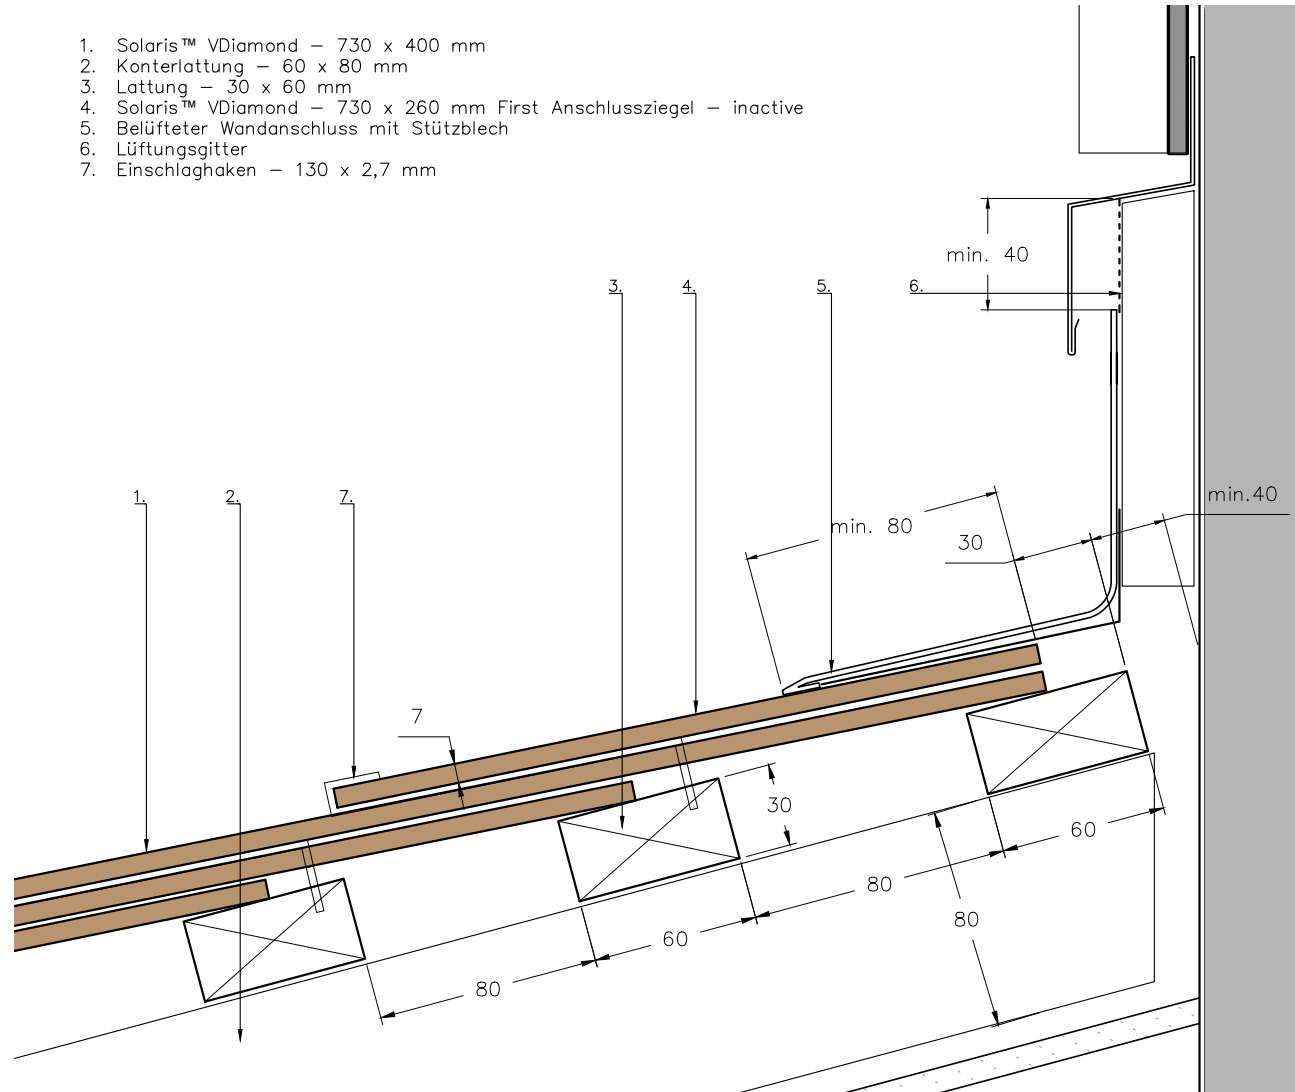 1. Solaris™ VDiamond – 730 x 400 mm
2. Konterlattung – 60 x 80 mm
3. Lattung – 30 x 60 mm
4. Solaris™ VDiamond – 730 x 260 mm First Anschlussziegel – inactive
5. Belüfteter Wandanschluss mit Stützblech
6. Lüftungsgitter
7. Einschlaghaken – 130 x 2,7 mm
min. 40
3.
4.
5.
6.
1.
2.
7.
min.40
min. 80
30
7
30
60
80
80
60
80